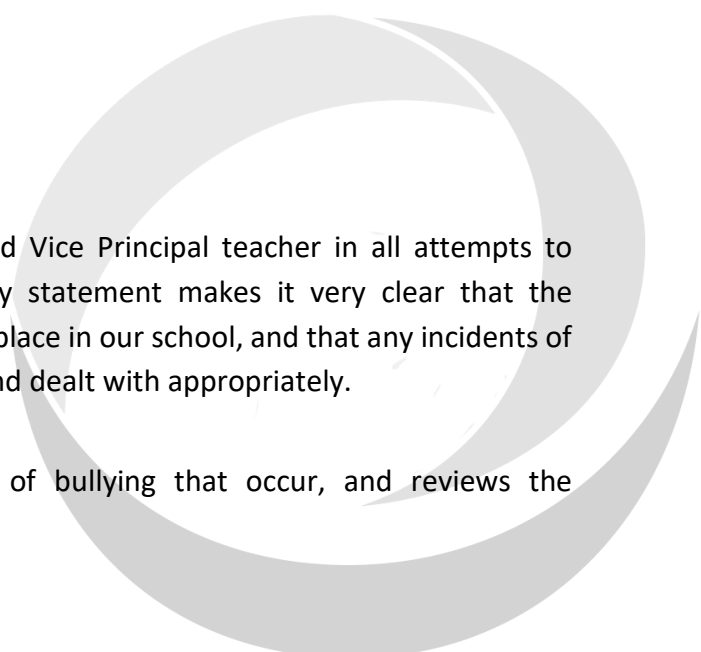 d Vice Principal teacher in all attempts to
y statement makes it very clear that the
place in our school, and that any incidents of
nd dealt with appropriately.
of bullying that occur, and reviews the